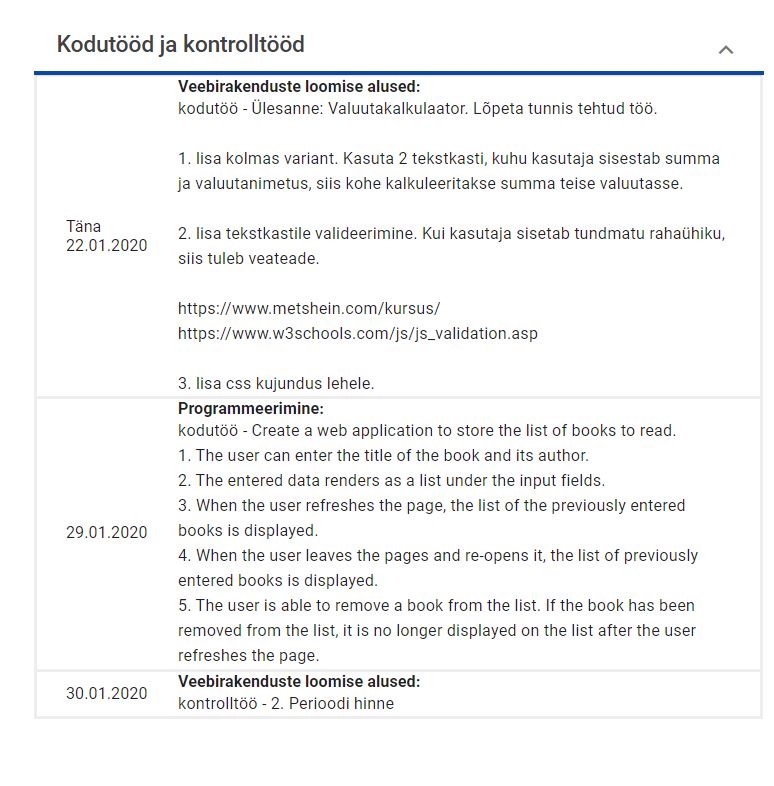 Kodutööd ja kontrolltööd
Veebirakenduste loomise alused:
kodutöö - Ülesanne: Valuutakalkulaator. Lõpeta tunnis tehtud töö.
1. lisa kolmas variant. Kasuta 2 tekstkasti, kuhu kasutaja sisestab summa
ja valuutanimetus, siis kohe kalkuleeritakse summa teise valuutasse.
Täna
22.01.2020
2. lisa tekstkastile valideerimine. Kui kasutaja sisetab tundmatu rahaühiku,
siis tuleb veateade.
https://www.metshein.com/kursus/
https://www.w3schools.com/js/js_validation.asp
3. lisa css kujundus lehele.
Programmeerimine:
kodutöö - Create a web application to store the list of books to read.
1. The user can enter the title of the book and its author.
2. The entered data renders as a list under the input fields.
3. When the user refreshes the page, the list of the previously entered
books is displayed.
29.01.2020
4. When the user leaves the pages and re-opens it, the list of previously
entered books is displayed.
5. The user is able to remove a book from the list. If the book has been
removed from the list, it is no longer displayed on the list after the user
refreshes the page.
30.01.2020
Veebirakenduste loomise alused:
kontrolltöö - 2. Perioodi hinne